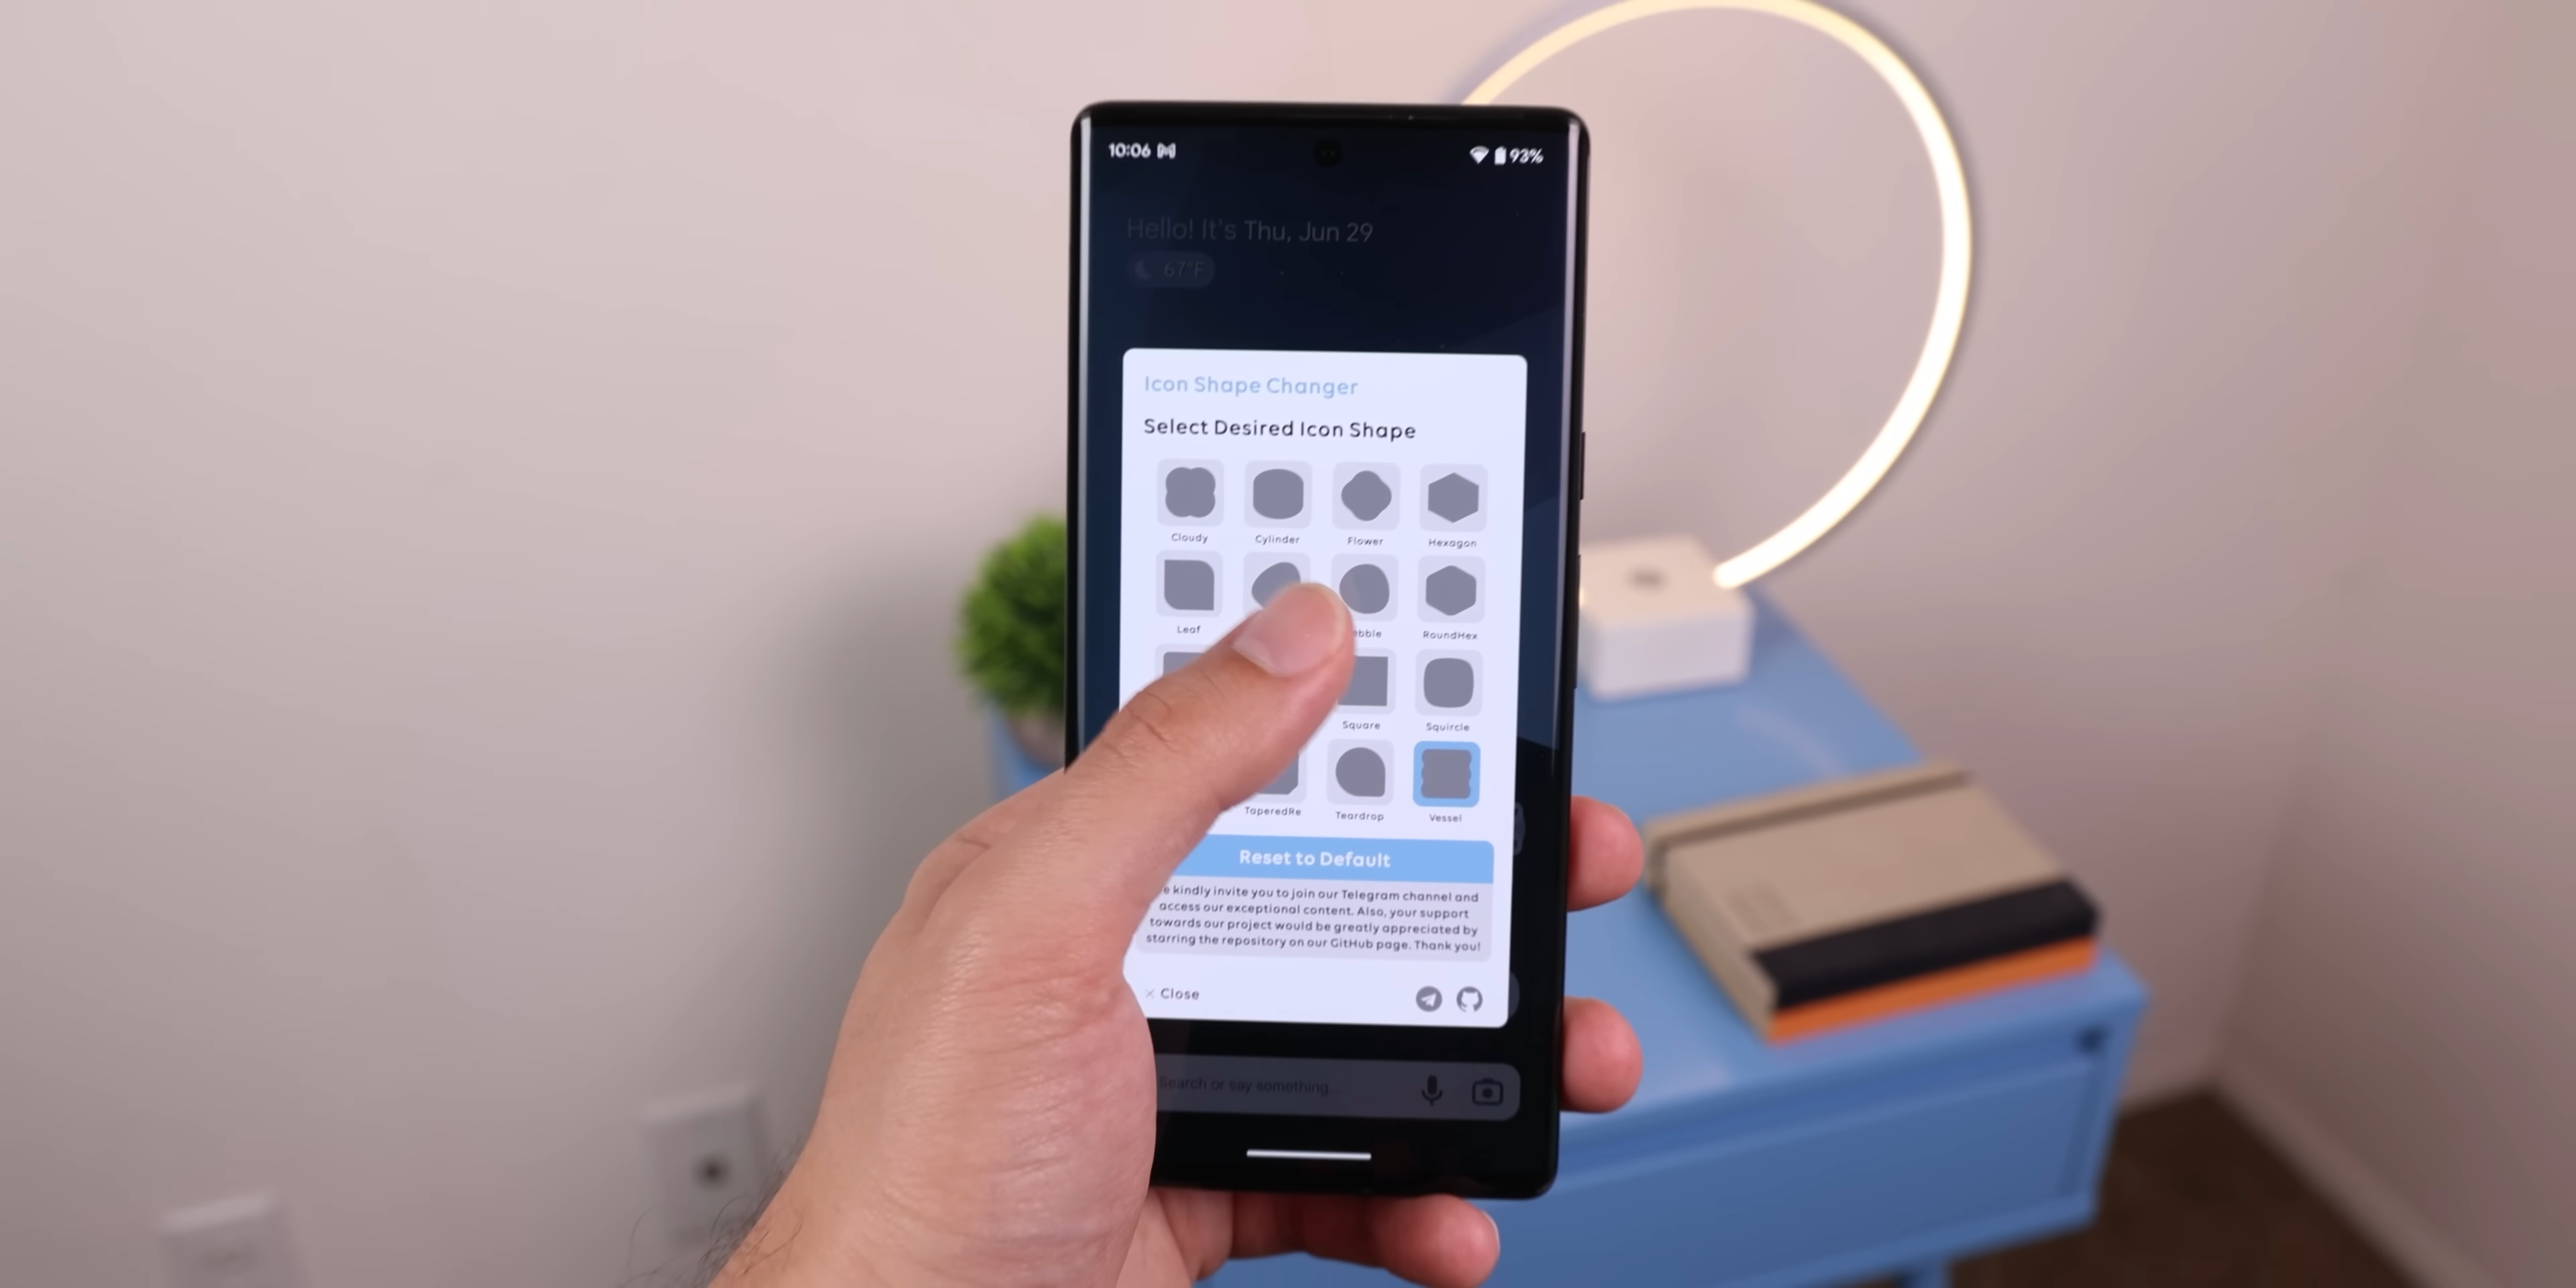 10:06
93%
Hello! It's Thu, Jun 29
67°F
Icon Shape Changer
Select Desired Icon Shape
Cloudy Cylinder Flower Hexagon
Leaf RoundHex
Square Squircle
TaperedRe Teardrop Vessel
Reset to Default
kindly invite you to join our Telegram channel and
access our exceptional content. Also, your support
towards our project would be greatly appreciated by
starring the repository on our GitHub page. Thank you!
× Close
Search or say something...